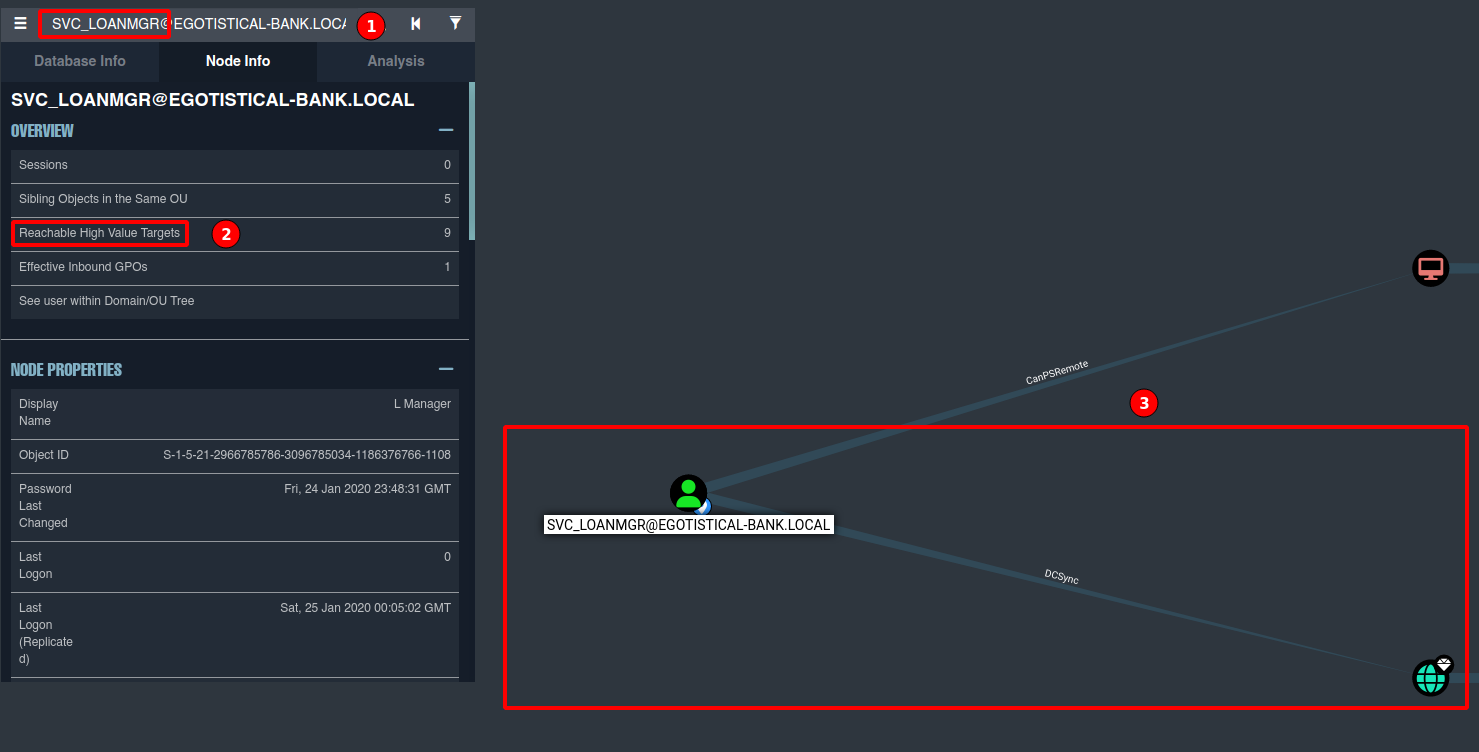 SVC_LOANMGR@EGOTISTICAL-BANK.LOCA
1
Database Info
Node Info
Analysis
SVC_LOANMGR@EGOTISTICAL-BANK.LOCAL
OVERVIEW
Sessions 0
Sibling Objects in the Same OU 5
Reachable High Value Targets 2 9
Effective Inbound GPOs 1
See user within Domain/OU Tree
NODE PROPERTIES
Display L Manager
Name
Object ID S-1-5-21-2966785786-3096785034-1186376766-1108
Password Fri, 24 Jan 2020 23:48:31 GMT
Last
Changed
Last 0
Logon
Last Sat, 25 Jan 2020 00:05:02 GMT
Logon
(Replicate
d)
CanPSRemote
3
SVC_LOANMGR@EGOTISTICAL-BANK.LOCAL
DCSync